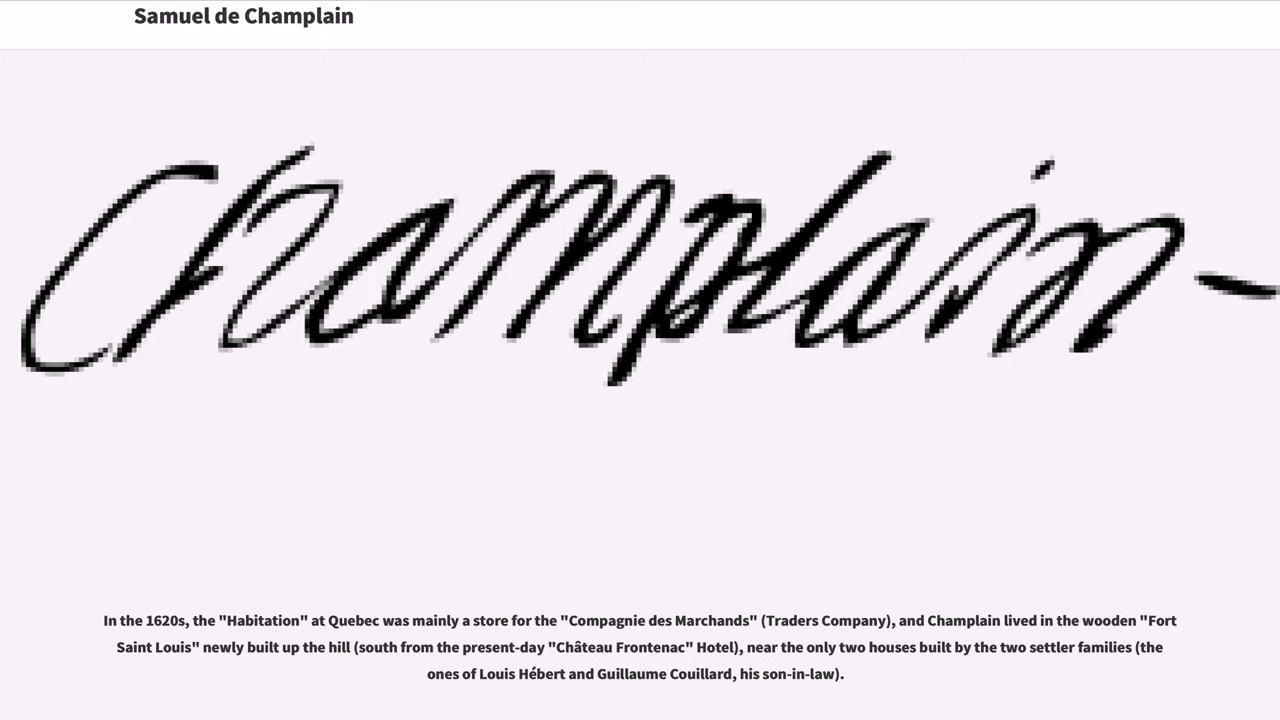 Samuel de Champlain
Champlain
In the 1620s, the "Habitation" at Quebec was mainly a store for the "Compagnie des Marchands" (Traders Company), and Champlain lived in the wooden "Fort
Saint Louis" newly built up the hill (south from the present-day "Château Frontenac" Hotel), near the only two houses built by the two settler families (the
ones of Louis Hébert and Guillaume Couillard, his son-in-law).